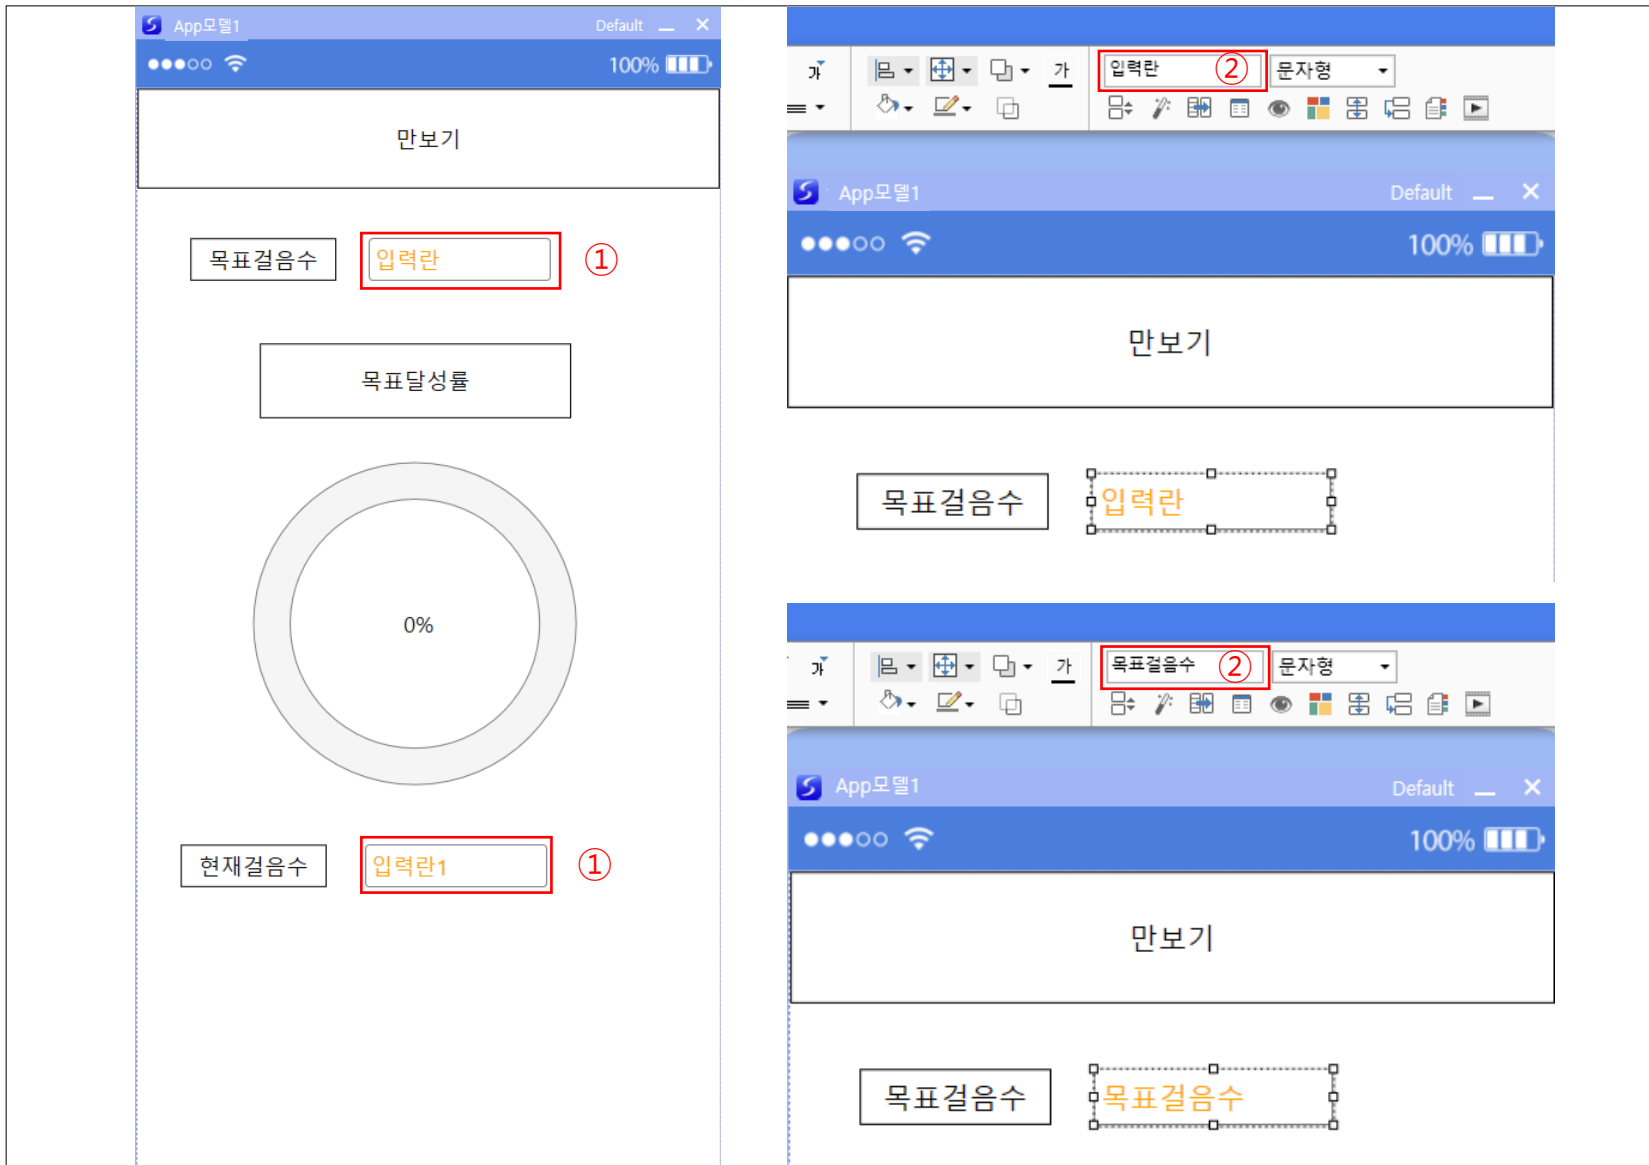 App모델1 Default
100%
만보기
목표걸음수 입력란 ①
목표달성률
0%
현재걸음수 입력란1 ①
가 가 입력란 ② 문자형
App모델1 Default
100%
만보기
목표걸음수 입력란
가 가 목표걸음수 ② 문자형
App모델1 Default
100%
만보기
목표걸음수 목표걸음수